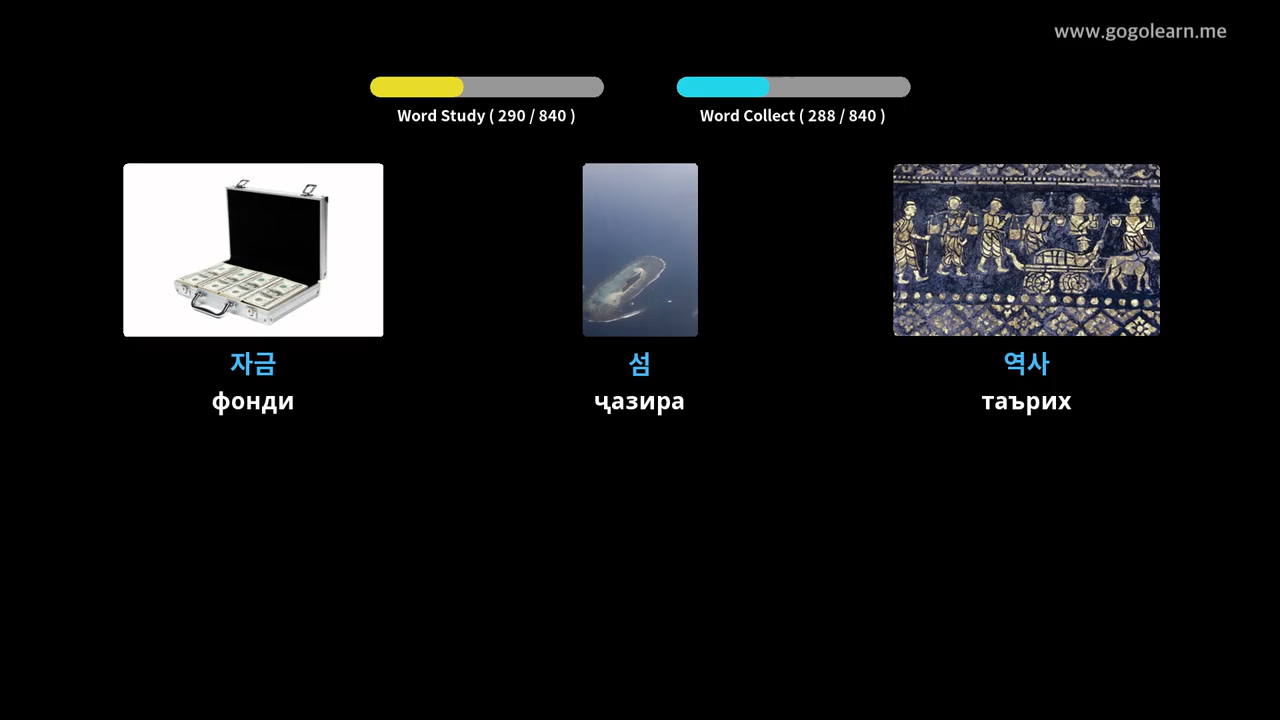 www.gogolearn.me
Word Study ( 290 / 840 )
Word Collect ( 288 / 840 )
자금
섬
역사
фонди
ҷазира
таърих